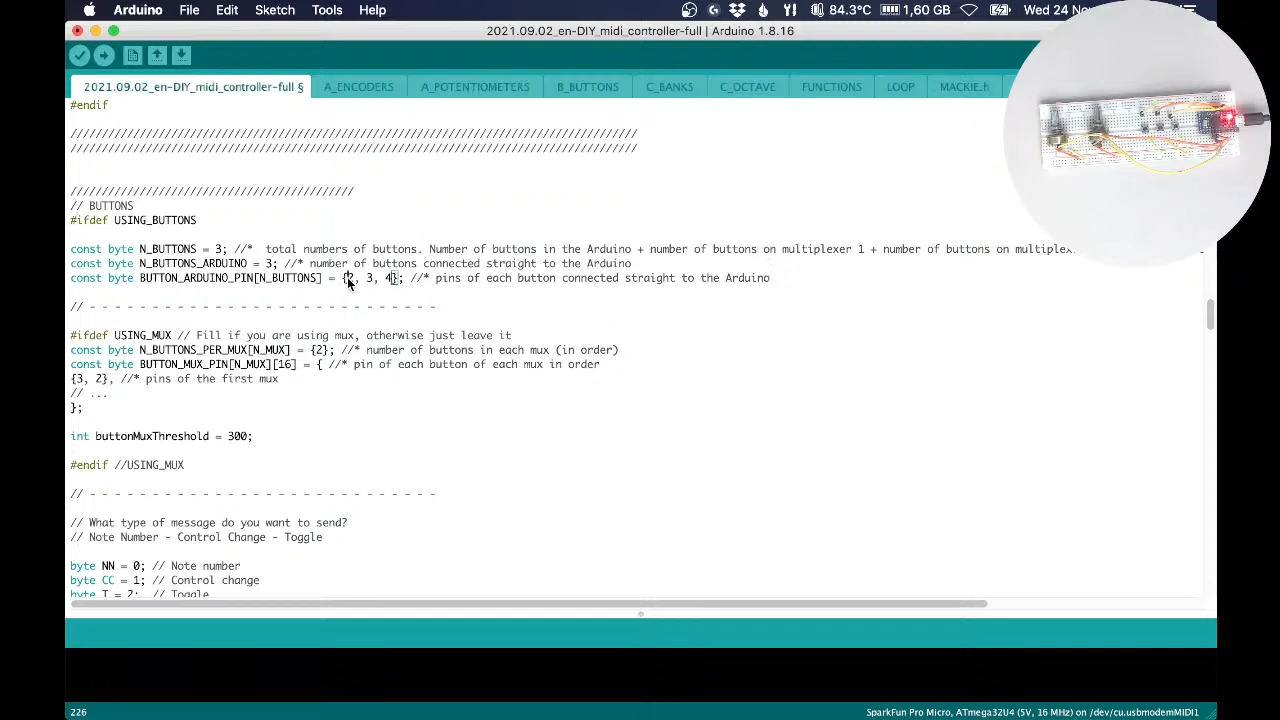 Arduino File Edit Sketch Tools Help 84.3°C 1,60 GB Wed 24 Nov
2021.09.02_en-DIY_midi_controller-full | Arduino 1.8.16
2021.09.02_en-DIY_midi_controller-full § A_ENCODERS A_POTENTIOMETERS B_BUTTONS C_BANKS C_OCTAVE FUNCTIONS LOOP MACKIE.h
#endif
//////////////////////////////////////////////////////////////////////////////////////////
//////////////////////////////////////////////////////////////////////////////////////////
/////////////////////////////////////////////
// BUTTONS
#ifdef USING_BUTTONS
const byte N_BUTTONS = 3; //*  total numbers of buttons. Number of buttons in the Arduino + number of buttons on multiplexer 1 + number of buttons on multiplex
const byte N_BUTTONS_ARDUINO = 3; //* number of buttons connected straight to the Arduino
const byte BUTTON_ARDUINO_PIN[N_BUTTONS] = {2, 3, 4}; //* pins of each button connected straight to the Arduino
// - - - - - - - - - - - - - - - - - - - - - - - - - - - -
#ifdef USING_MUX // Fill if you are using mux, otherwise just leave it
const byte N_BUTTONS_PER_MUX[N_MUX] = {2}; //* number of buttons in each mux (in order)
const byte BUTTON_MUX_PIN[N_MUX][16] = { //* pin of each button of each mux in order
{3, 2}, //* pins of the first mux
// ...
};
int buttonMuxThreshold = 300;
#endif //USING_MUX
// - - - - - - - - - - - - - - - - - - - - - - - - - - - -
// What type of message do you want to send?
// Note Number - Control Change - Toggle
byte NN = 0; // Note number
byte CC = 1; // Control change
byte T = 2; // Toggle
226 SparkFun Pro Micro, ATmega32U4 (5V, 16 MHz) on /dev/cu.usbmodemMIDI1